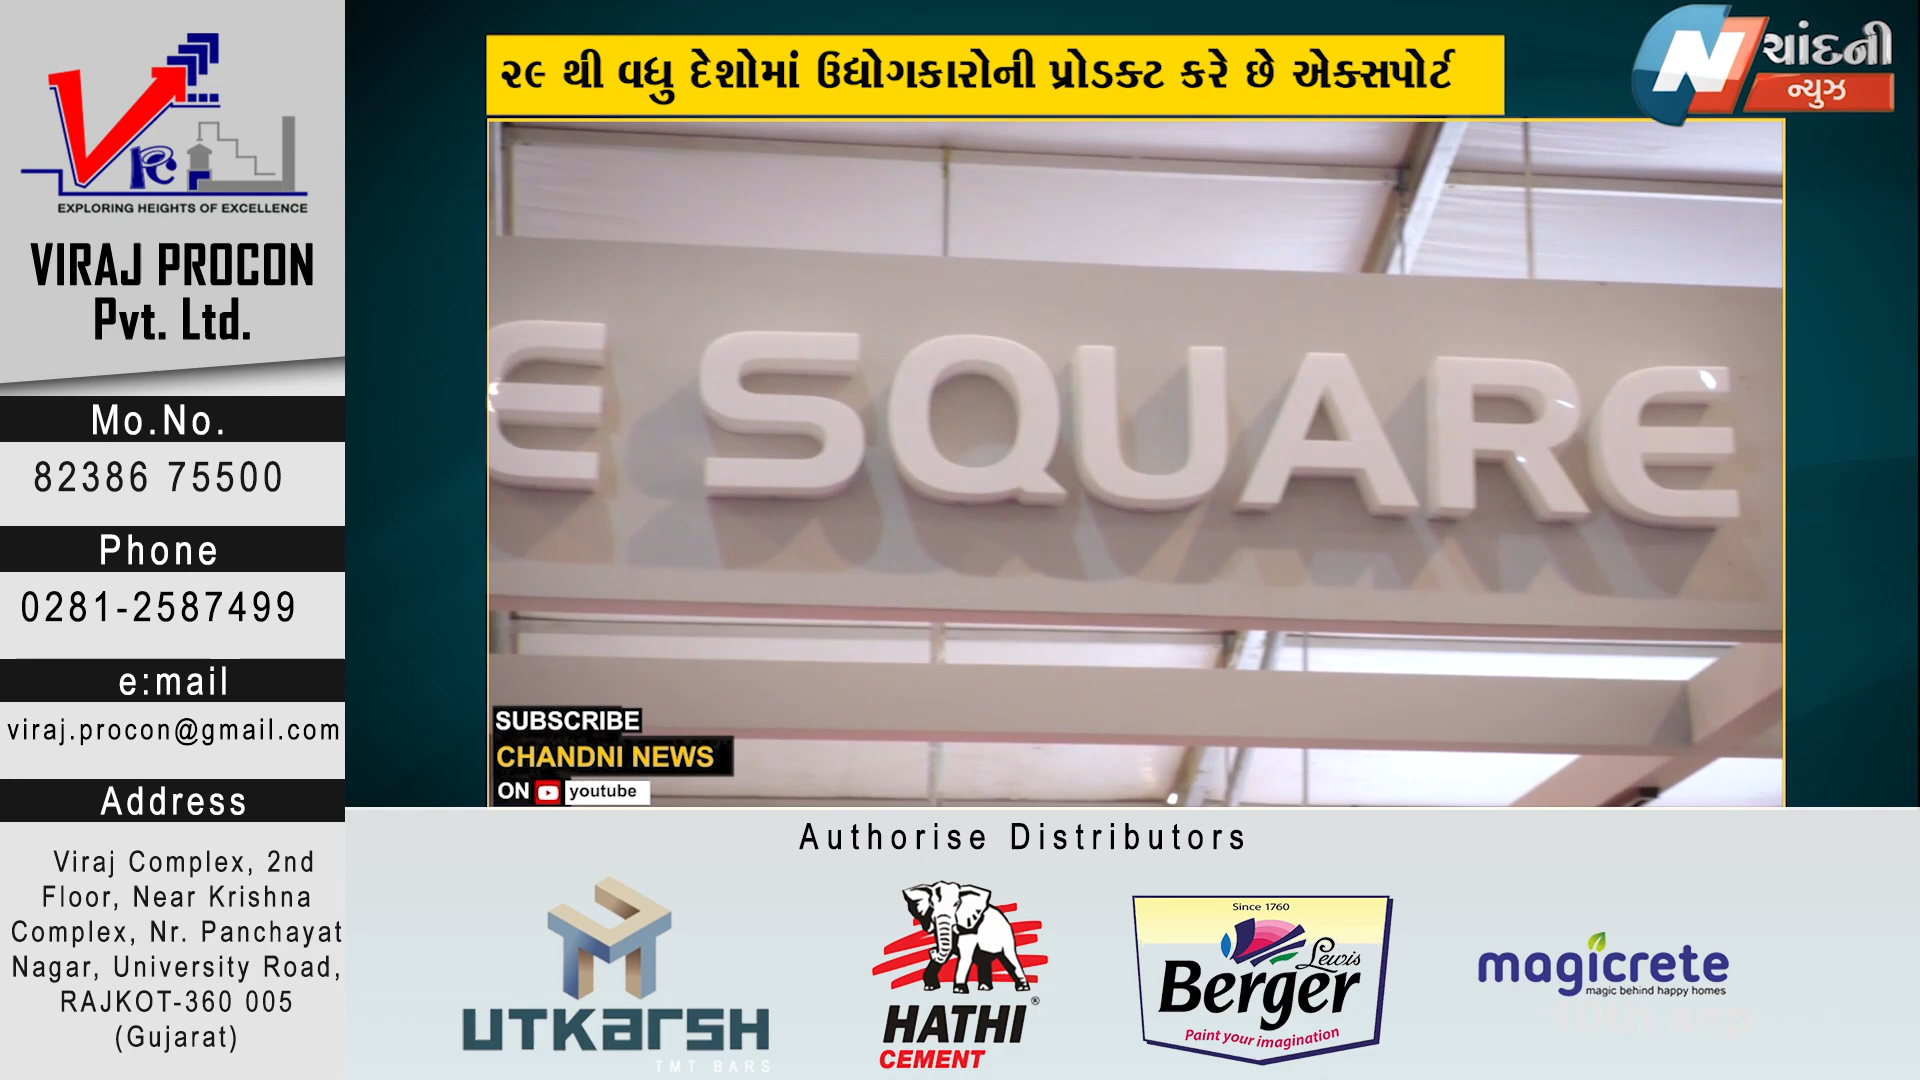 VPC
EXPLORING HEIGHTS OF EXCELLENCE
VIRAJ PROCON
Pvt. Ltd.
Mo.No.
82386 75500
Phone
0281-2587499
e:mail
viraj.procon@gmail.com
Address
Viraj Complex, 2nd
Floor, Near Krishna
Complex, Nr. Panchayat
Nagar, University Road,
RAJKOT-360 005
(Gujarat)
૨૯ થી વધુ દેશોમાં ઉદ્યોગકારોની પ્રોડક્ટ કરે છે એક્સપોર્ટ
N ચાંદની
ન્યુઝ
E SQUARE
SUBSCRIBE
CHANDNI NEWS
ON youtube
Authorise Distributors
UTKARSH
TMT BARS
HATHI®
CEMENT
Since 1760
Lewis
Berger
Paint your imagination
magicrete
magic behind happy homes